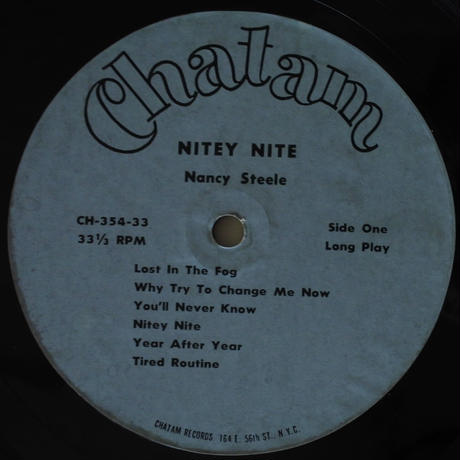 Chatam
NITEY NITE
Nancy Steele
CH-354-33
33⅓ RPM
Side One
Long Play
Lost In The Fog
Why Try To Change Me Now
You'll Never Know
Nitey Nite
Year After Year
Tired Routine
CHATAM RECORDS 164 E. 56th ST., N.Y.C.